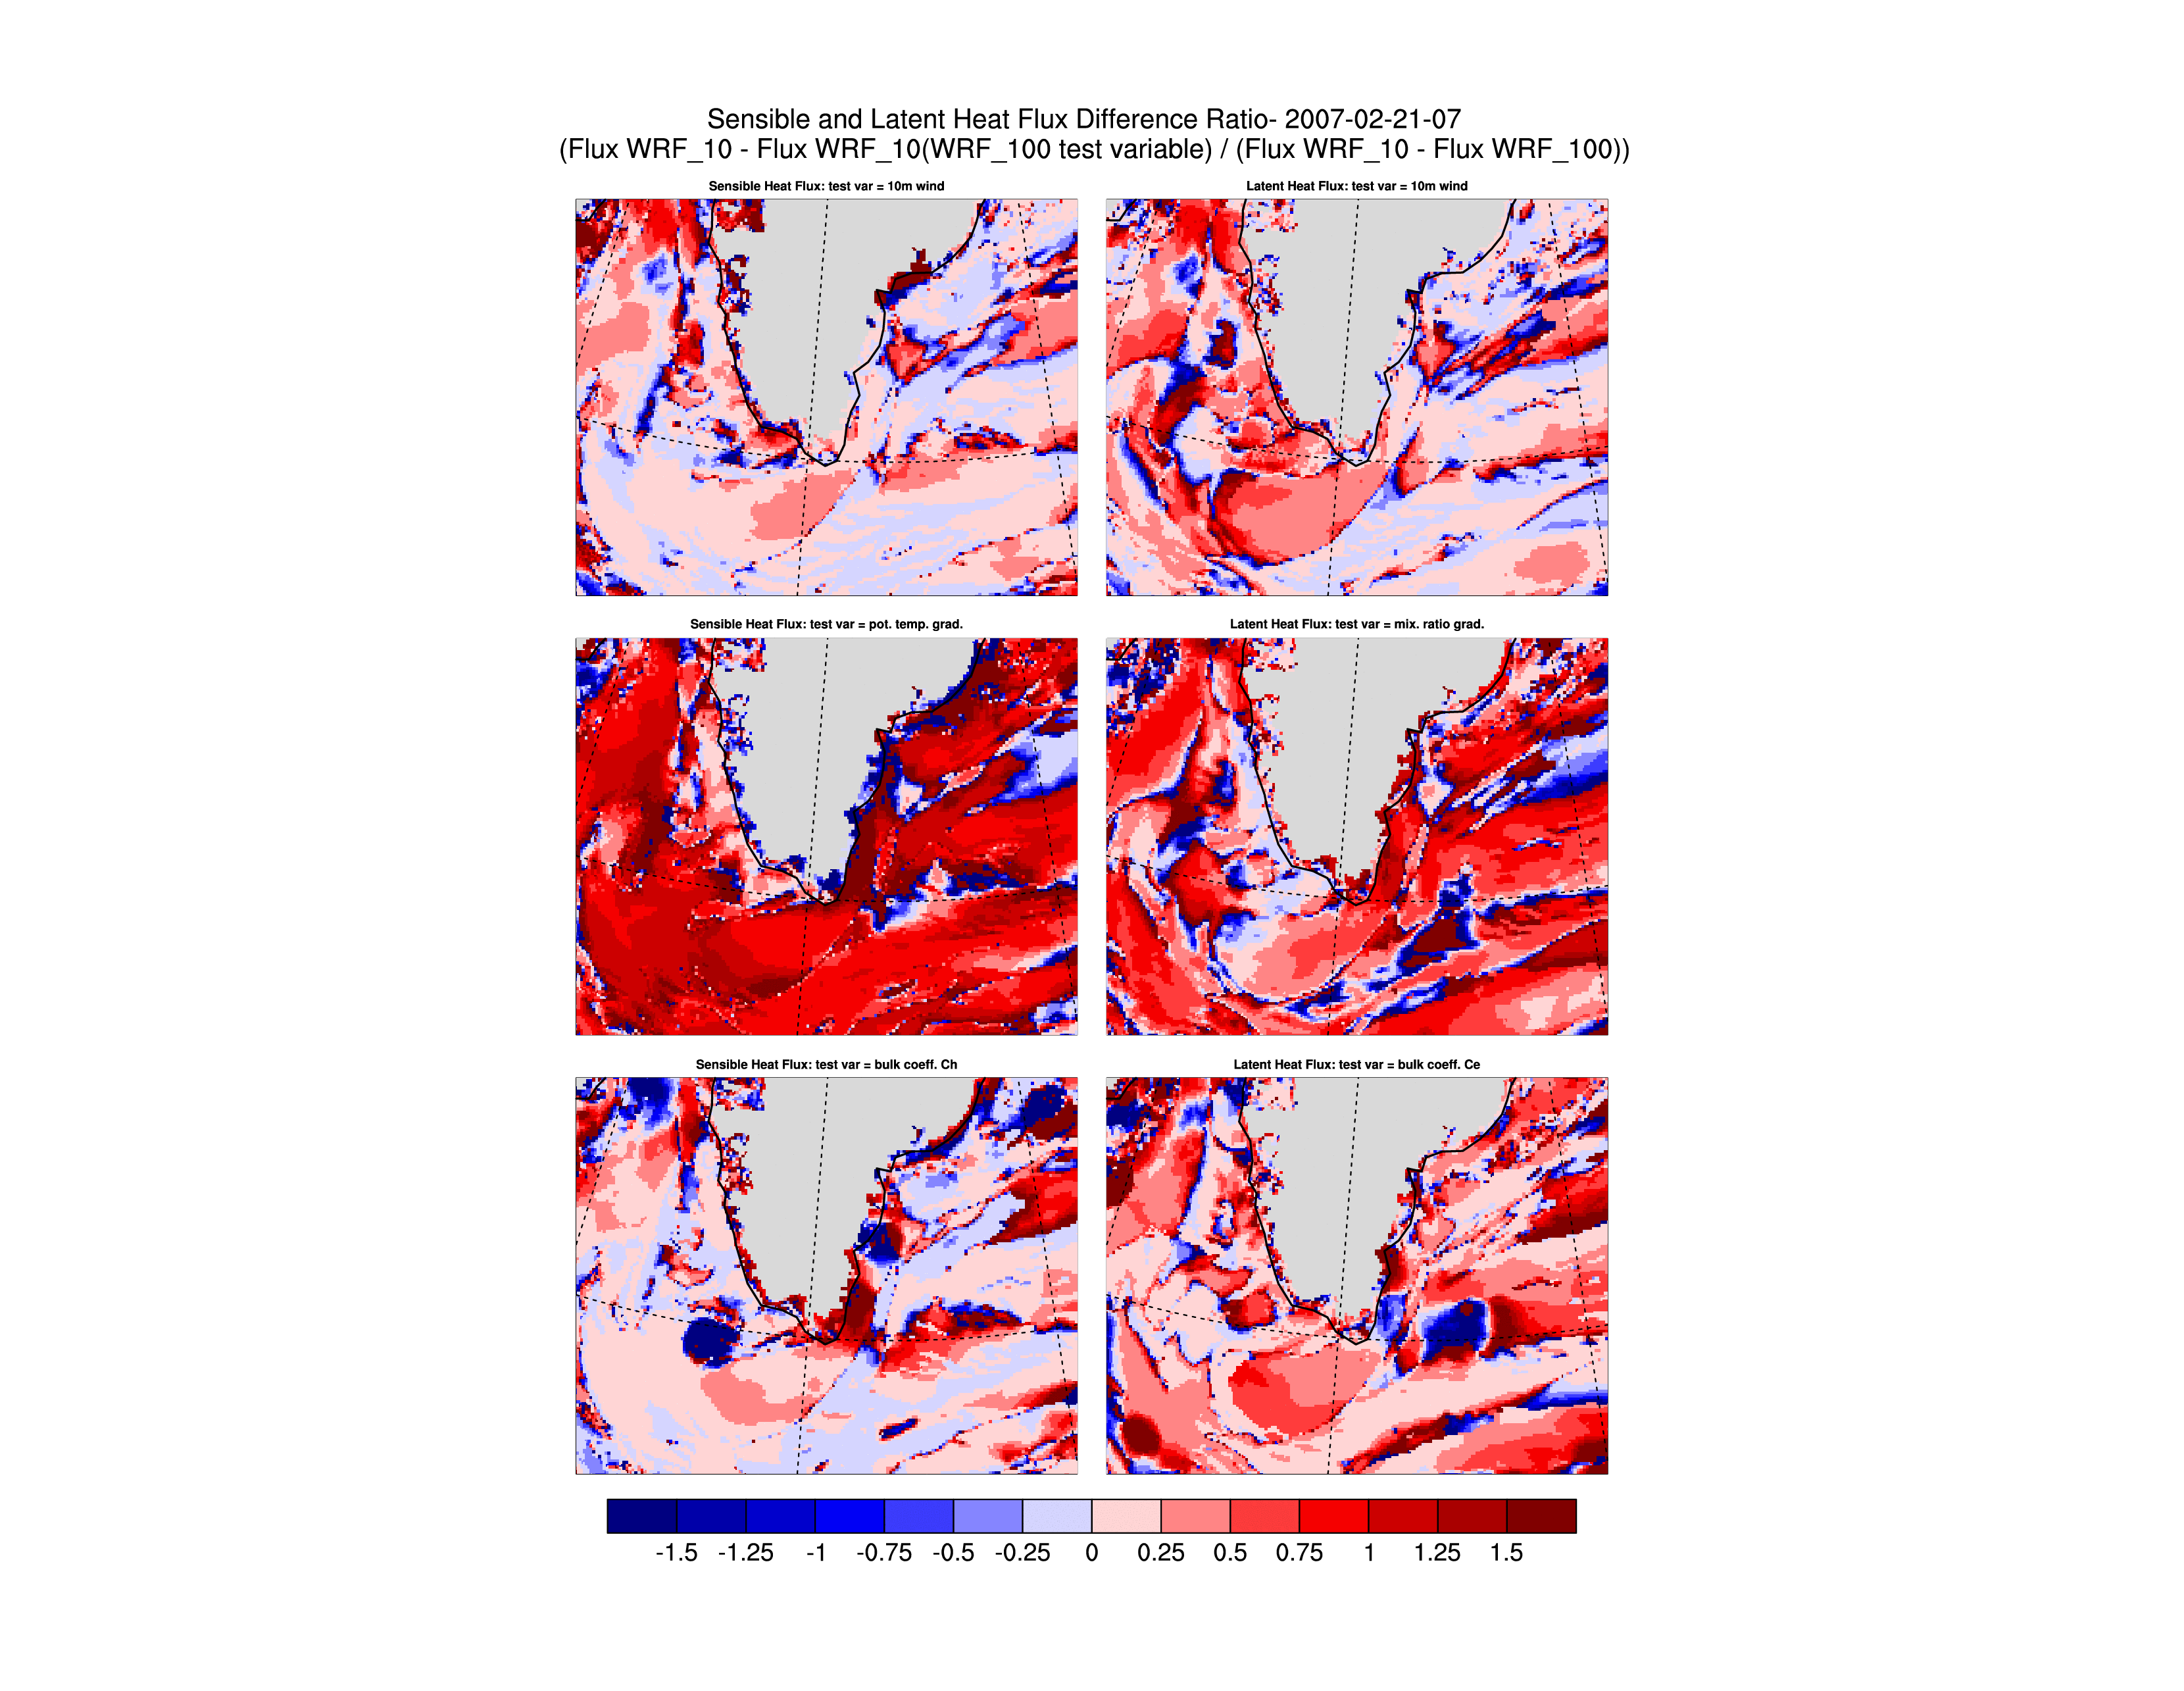 Sensible and Latent Heat Flux Difference Ratio- 2007-02-21-07
(Flux WRF_10 - Flux WRF_10(WRF_100 test variable) / (Flux WRF_10 - Flux WRF_100))
Sensible Heat Flux: test var = 10m wind
Latent Heat Flux: test var = 10m wind
Sensible Heat Flux: test var = pot. temp. grad.
Latent Heat Flux: test var = mix. ratio grad.
Sensible Heat Flux: test var = bulk coeff. Ch
Latent Heat Flux: test var = bulk coeff. Ce
-1.5 -1.25 -1 -0.75 -0.5 -0.25 0 0.25 0.5 0.75 1 1.25 1.5